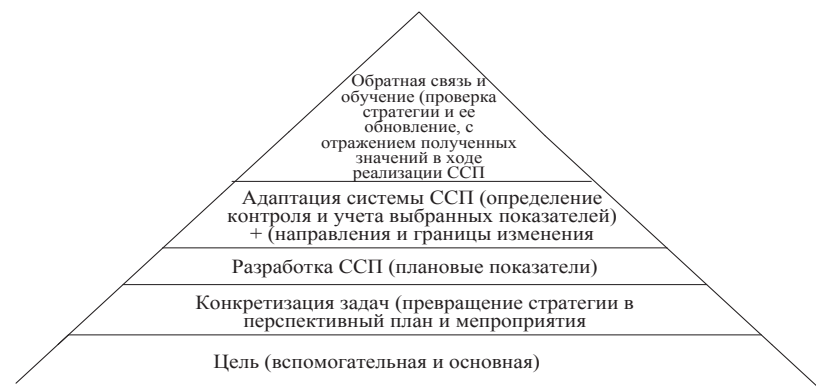 Обратная связь и
обучение (проверка
стратегии и ее
обновление, с
отражением полученных
значений в ходе
реализации ССП
Адаптация системы ССП (определение
контроля и учета выбранных показателей)
+ (направления и границы изменения
Разработка ССП (плановые показатели)
Конкретизация задач (превращение стратегии в
перспективный план и мепроприятия
Цель (вспомогательная и основная)